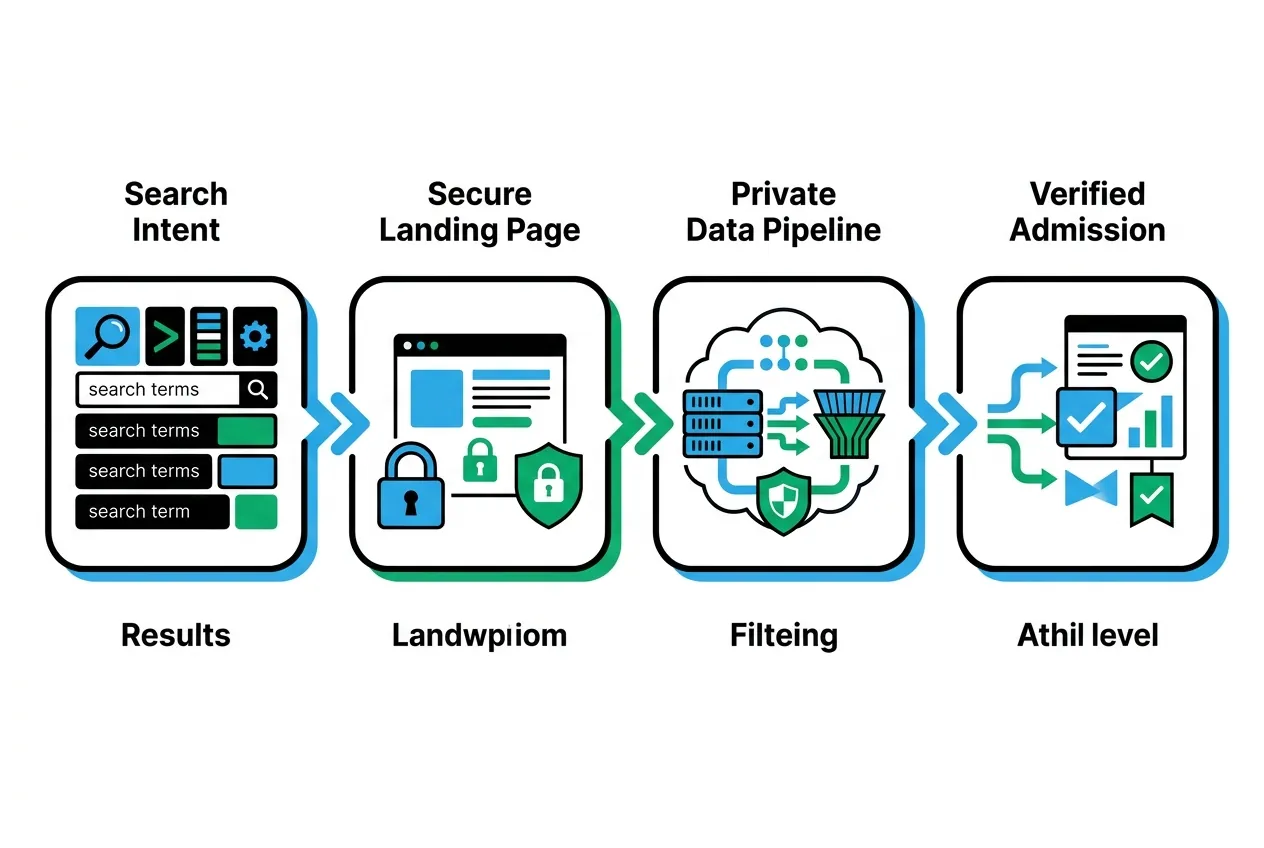 Search
Intent
Secure
Landing Page
Private
Data Pipeline
Verified
Admission
search terms
search terms
search terms
search term
Results
Filteing
Athil level